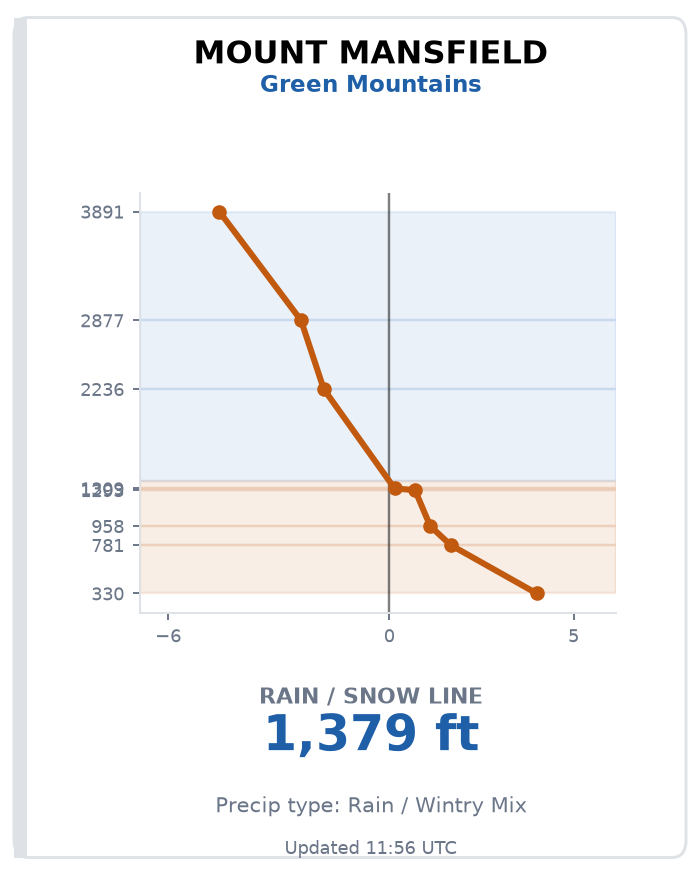 MOUNT MANSFIELD
Green Mountains
3891
2877
2236
958
781
330
−6 0 5
RAIN / SNOW LINE
1,379 ft
Precip type: Rain / Wintry Mix
Updated 11:56 UTC